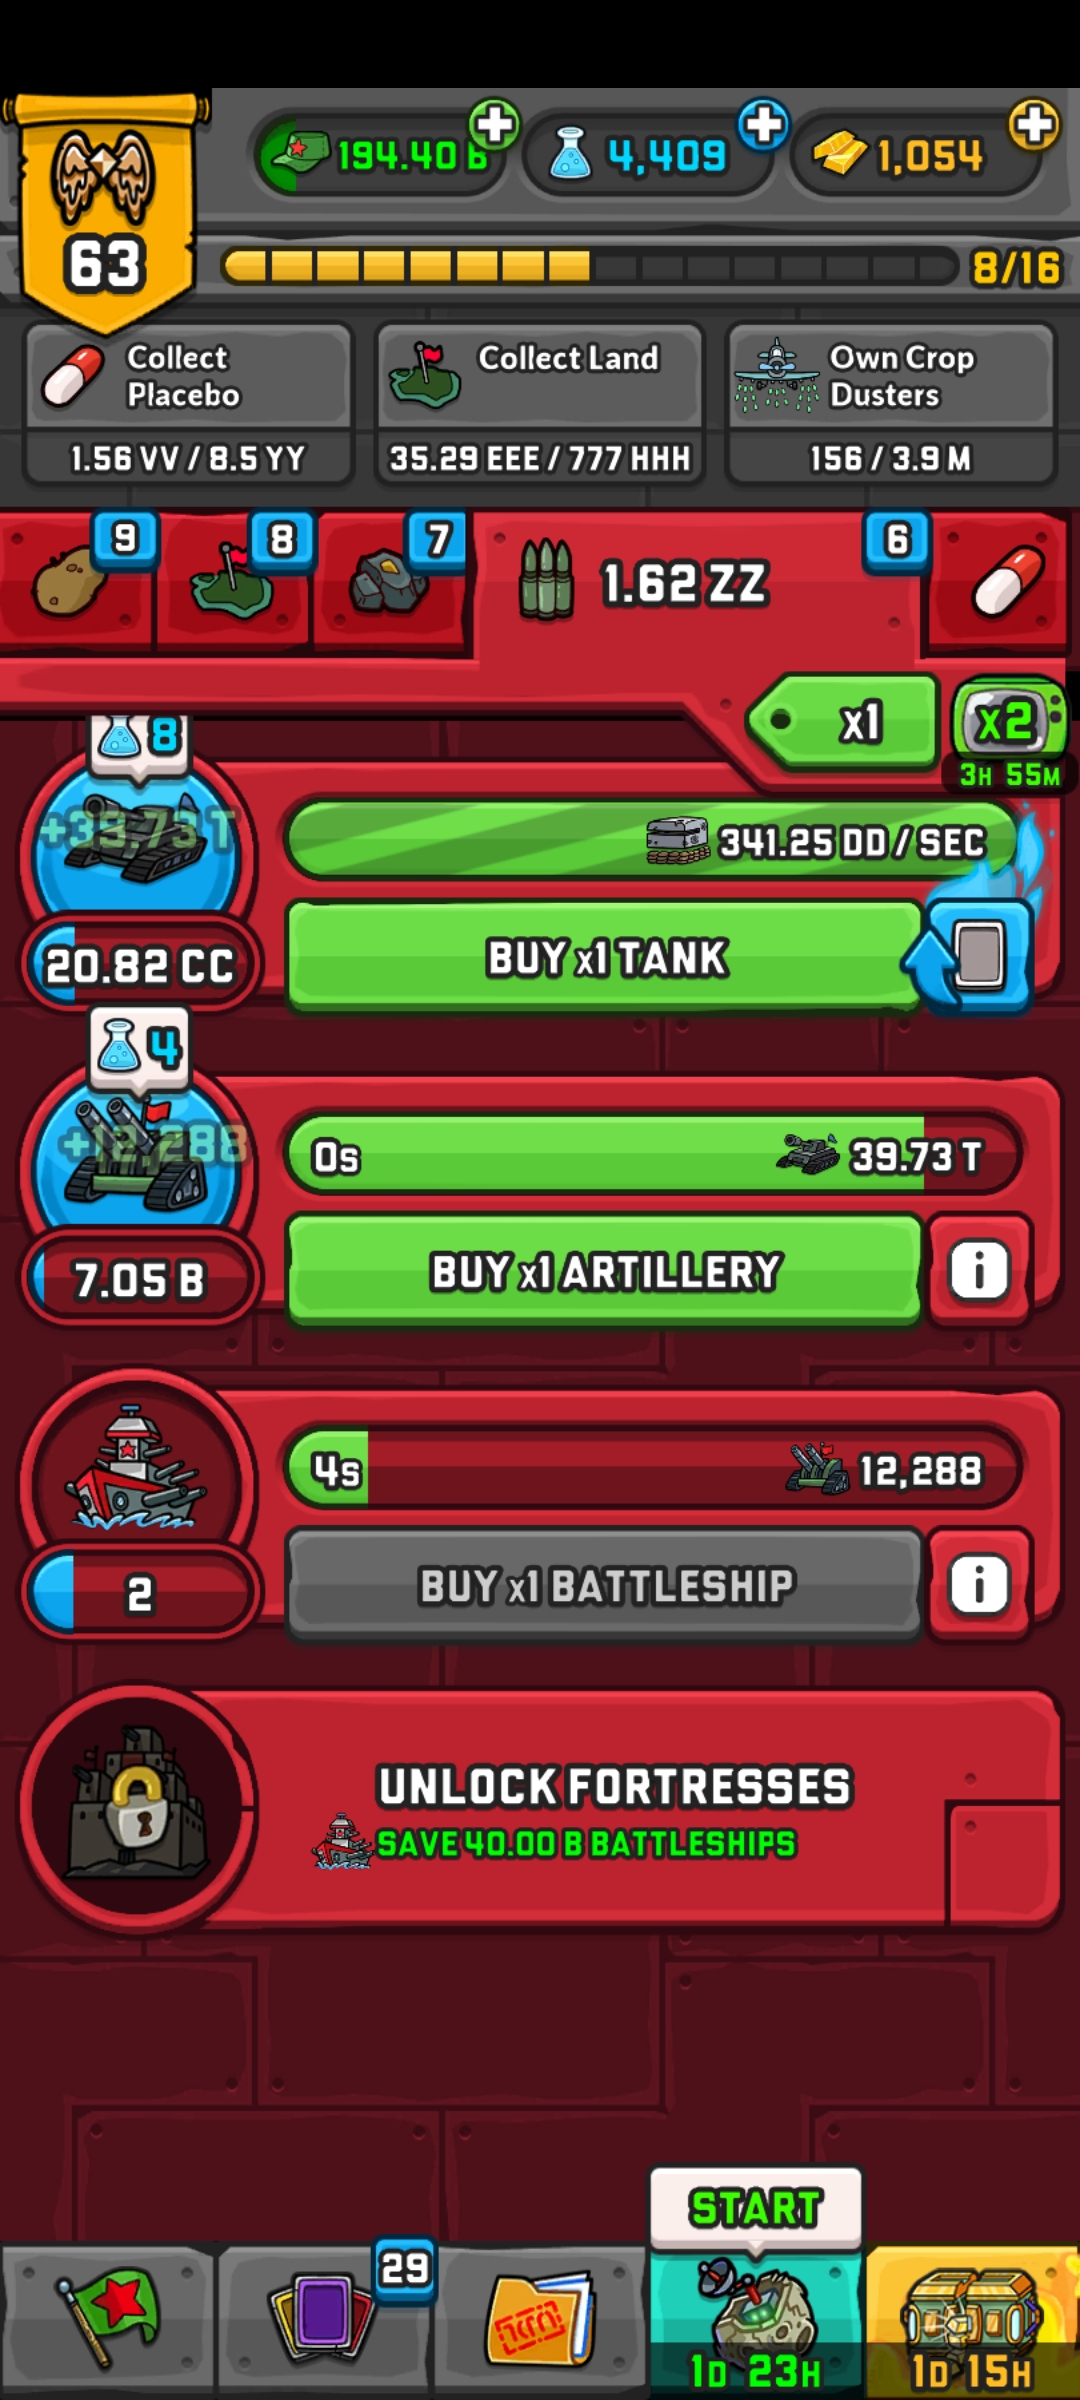 194.40 B
4,409
1,054
63
8/16
Collect
Placebo
1.56 VV / 8.5 YY
Collect Land
35.29 EEE / 777 HHH
Own Crop
Dusters
156 / 3.9 M
9
8
7
1.62 ZZ
6
x1
x2
3H 55M
8
+39.73 T
341.25 DD / SEC
20.82 CC
BUY x1 TANK
4
+12,288
0s
39.73 T
7.05 B
BUY x1 ARTILLERY
i
4s
12,288
2
BUY x1 BATTLESHIP
i
UNLOCK FORTRESSES
SAVE 40.00 B BATTLESHIPS
START
29
1D 23H
1D 15H